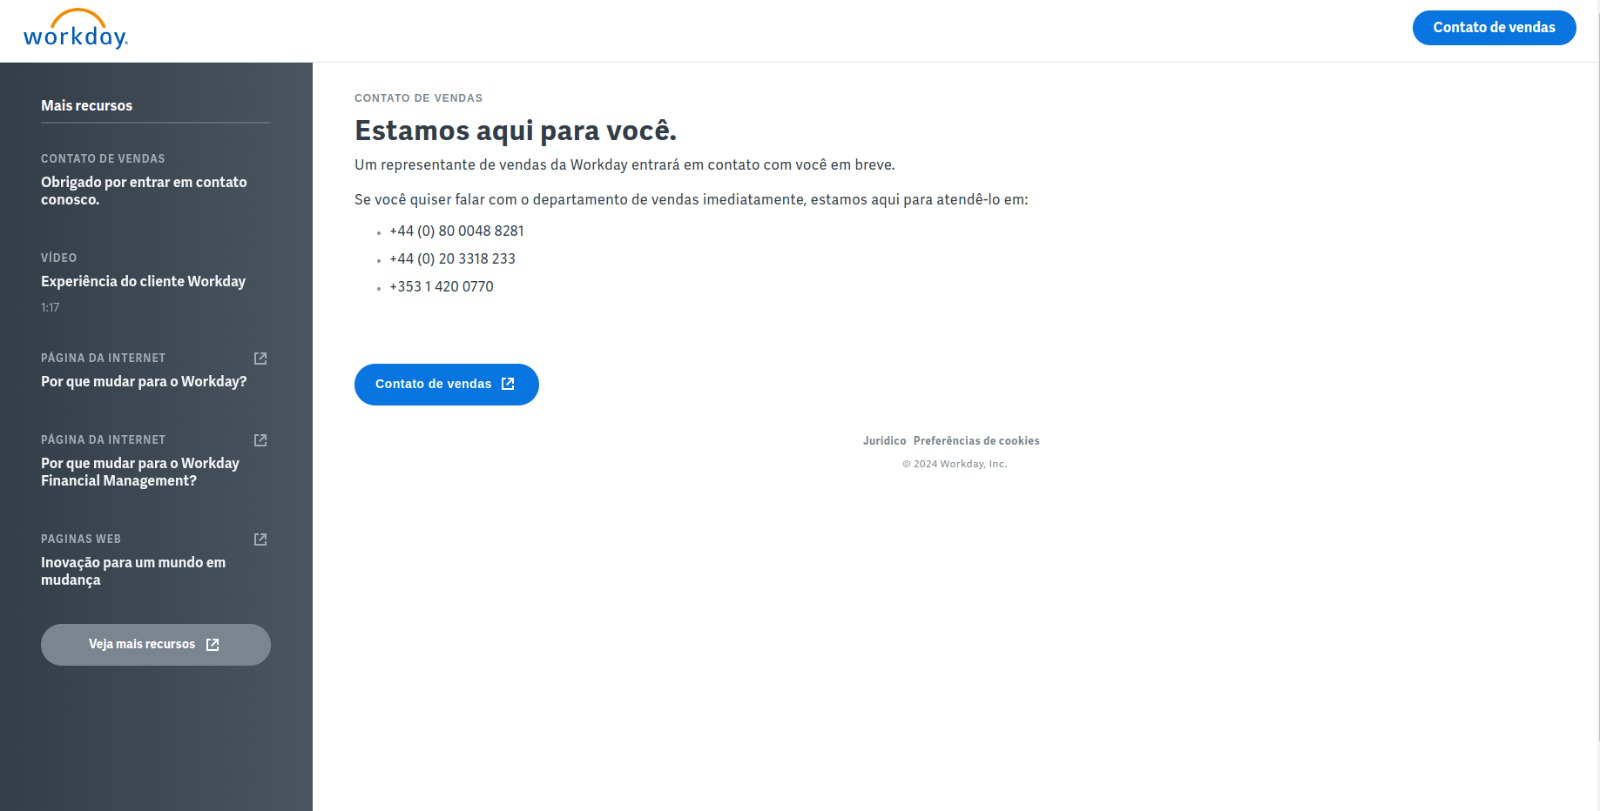 workday.
Contato de vendas
Mais recursos
CONTATO DE VENDAS
Obrigado por entrar em contato
conosco.
VÍDEO
Experiência do cliente Workday
1:17
PÁGINA DA INTERNET
Por que mudar para o Workday?
PÁGINA DA INTERNET
Por que mudar para o Workday
Financial Management?
PAGINAS WEB
Inovação para um mundo em
mudança
Veja mais recursos
CONTATO DE VENDAS
Estamos aqui para você.
Um representante de vendas da Workday entrará em contato com você em breve.
Se você quiser falar com o departamento de vendas imediatamente, estamos aqui para atendê-lo em:
+44 (0) 80 0048 8281
+44 (0) 20 3318 233
+353 1 420 0770
Contato de vendas
Jurídico Preferências de cookies
© 2024 Workday, Inc.